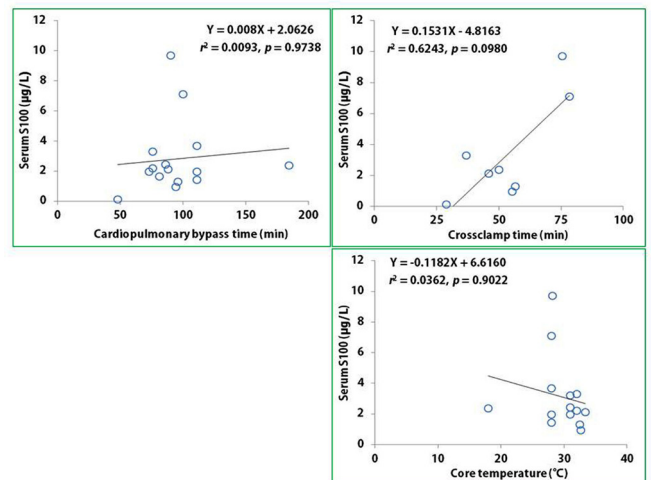 Y = 0.008X + 2.0626
r² = 0.0093, p = 0.9738
Serum S100 (µg/L)
12
10
8
6
4
2
0
0 50 100 150 200
Cardiopulmonary bypass time (min)
Y = 0.1531X - 4.8163
r² = 0.6243, p = 0.0980
Serum S100 (µg/L)
12
10
8
6
4
2
0
0 25 50 75 100
Crossclamp time (min)
Y = -0.1182X + 6.6160
r² = 0.0362, p = 0.9022
Serum S100 (µg/L)
12
10
8
6
4
2
0
0 10 20 30 40
Core temperature (°C)